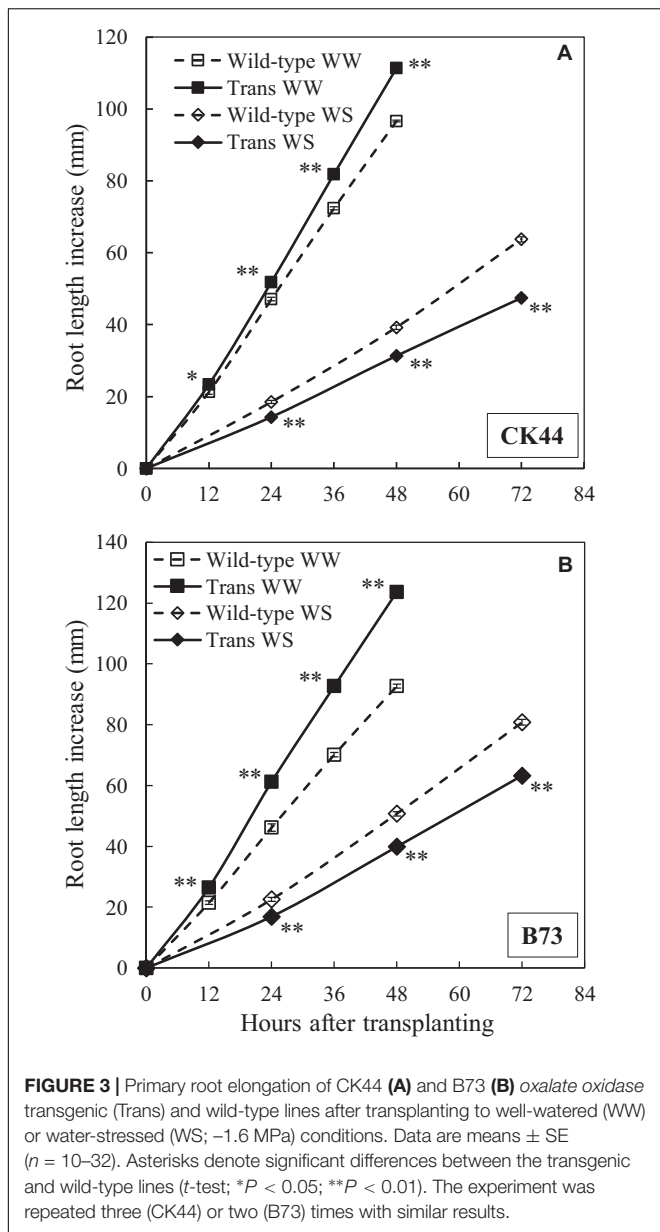 A
Wild-type WW
Trans WW
Wild-type WS
Trans WS
Root length increase (mm)
120
100
80
60
40
20
0
*
**
**
**
**
**
**
CK44
0 12 24 36 48 60 72 84
B
Wild-type WW
Trans WW
Wild-type WS
Trans WS
Root length increase (mm)
140
120
100
80
60
40
20
0
**
**
**
**
**
**
**
B73
0 12 24 36 48 60 72 84
Hours after transplanting
FIGURE 3 | Primary root elongation of CK44 (A) and B73 (B) oxalate oxidase
transgenic (Trans) and wild-type lines after transplanting to well-watered (WW)
or water-stressed (WS; –1.6 MPa) conditions. Data are means ± SE
(n = 10–32). Asterisks denote significant differences between the transgenic
and wild-type lines (t-test; *P < 0.05; **P < 0.01). The experiment was
repeated three (CK44) or two (B73) times with similar results.